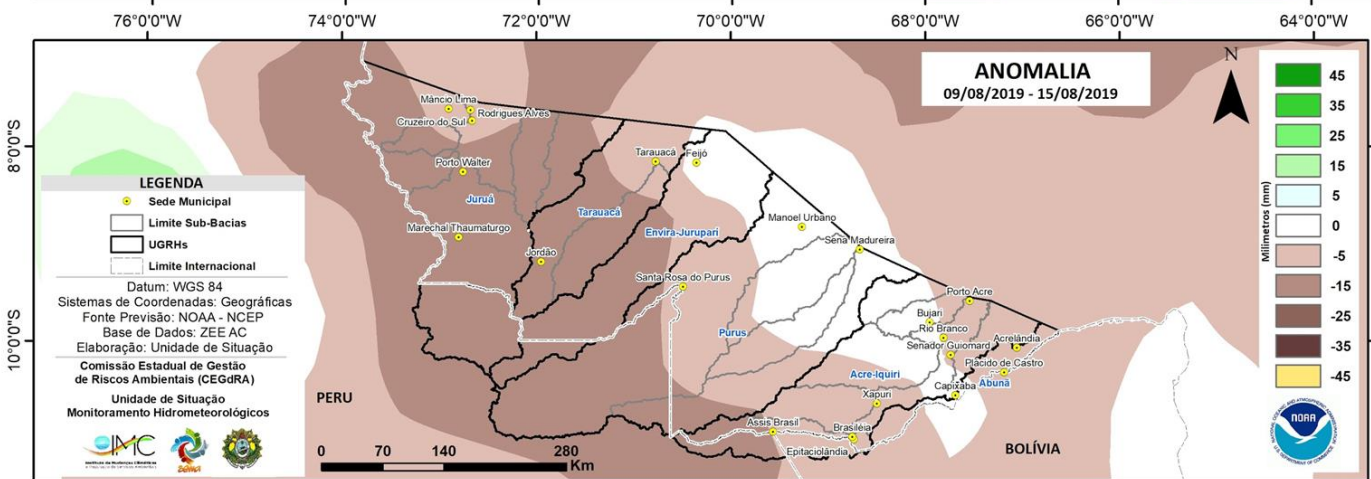 76°0'0"W 74°0'0"W 72°0'0"W 70°0'0"W 68°0'0"W 66°0'0"W 64°0'0"W
8°0'0"S
10°0'0"S
ANOMALIA
09/08/2019 - 15/08/2019
N
Milímetros (mm)
45
35
25
15
5
0
-5
-15
-25
-35
-45
NOAA
Mâncio Lima
Rodrigues Alves
Cruzeiro do Sul
Porto Walter
Juruá
Marechal Thaumaturgo
Jordão
Tarauacá
Feijó
Tarauacá
Envira-Jurupari
Manoel Urbano
Sena Madureira
Santa Rosa do Purus
Purus
Porto Acre
Bujari
Rio Branco
Senador Guiomard
Acrelândia
Plácido de Castro
Abunã
Acre-Iquiri
Capixaba
Xapuri
Assis Brasil
Brasiléia
Epitaciolândia
PERU
BOLÍVIA
LEGENDA
Sede Municipal
Limite Sub-Bacias
UGRHs
Limite Internacional
Datum: WGS 84
Sistemas de Coordenadas: Geográficas
Fonte Previsão: NOAA - NCEP
Base de Dados: ZEE AC
Elaboração: Unidade de Situação
Comissão Estadual de Gestão
de Riscos Ambientais (CEGdRA)
Unidade de Situação
Monitoramento Hidrometeorológicos
IMC
SEMA
0 70 140 280
Km